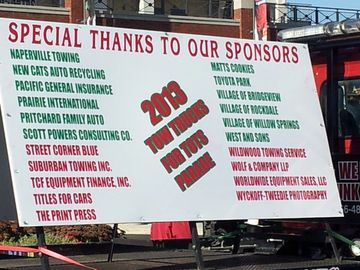 SPECIAL THANKS TO OUR SPONSORS
NAPERVILLE TOWING
NEW CATS AUTO RECYCLING
PACIFIC GENERAL INSURANCE
PRAIRIE INTERNATIONAL
PRITCHARD FAMILY AUTO
SCOTT POWERS CONSULTING CO.
STREET CORNER BLUE
SUBURBAN TOWING INC.
TCF EQUIPMENT FINANCE, INC.
TITLES FOR CARS
THE PRINT PRESS
2013
TOW TRUCKS
FOR TOTS
PARADE
MATTS COOKIES
TOYOTA PARK
VILLAGE OF BRIDGEVIEW
VILLAGE OF ROCKDALE
VILLAGE OF WILLOW SPRINGS
WEST AND SONS
WILDWOOD TOWING SERVICE
WOLF & COMPANY LLP
WORLDWIDE EQUIPMENT SALES, LLC
WYCKOFF-TWEEDIE PHOTOGRAPHY
WE